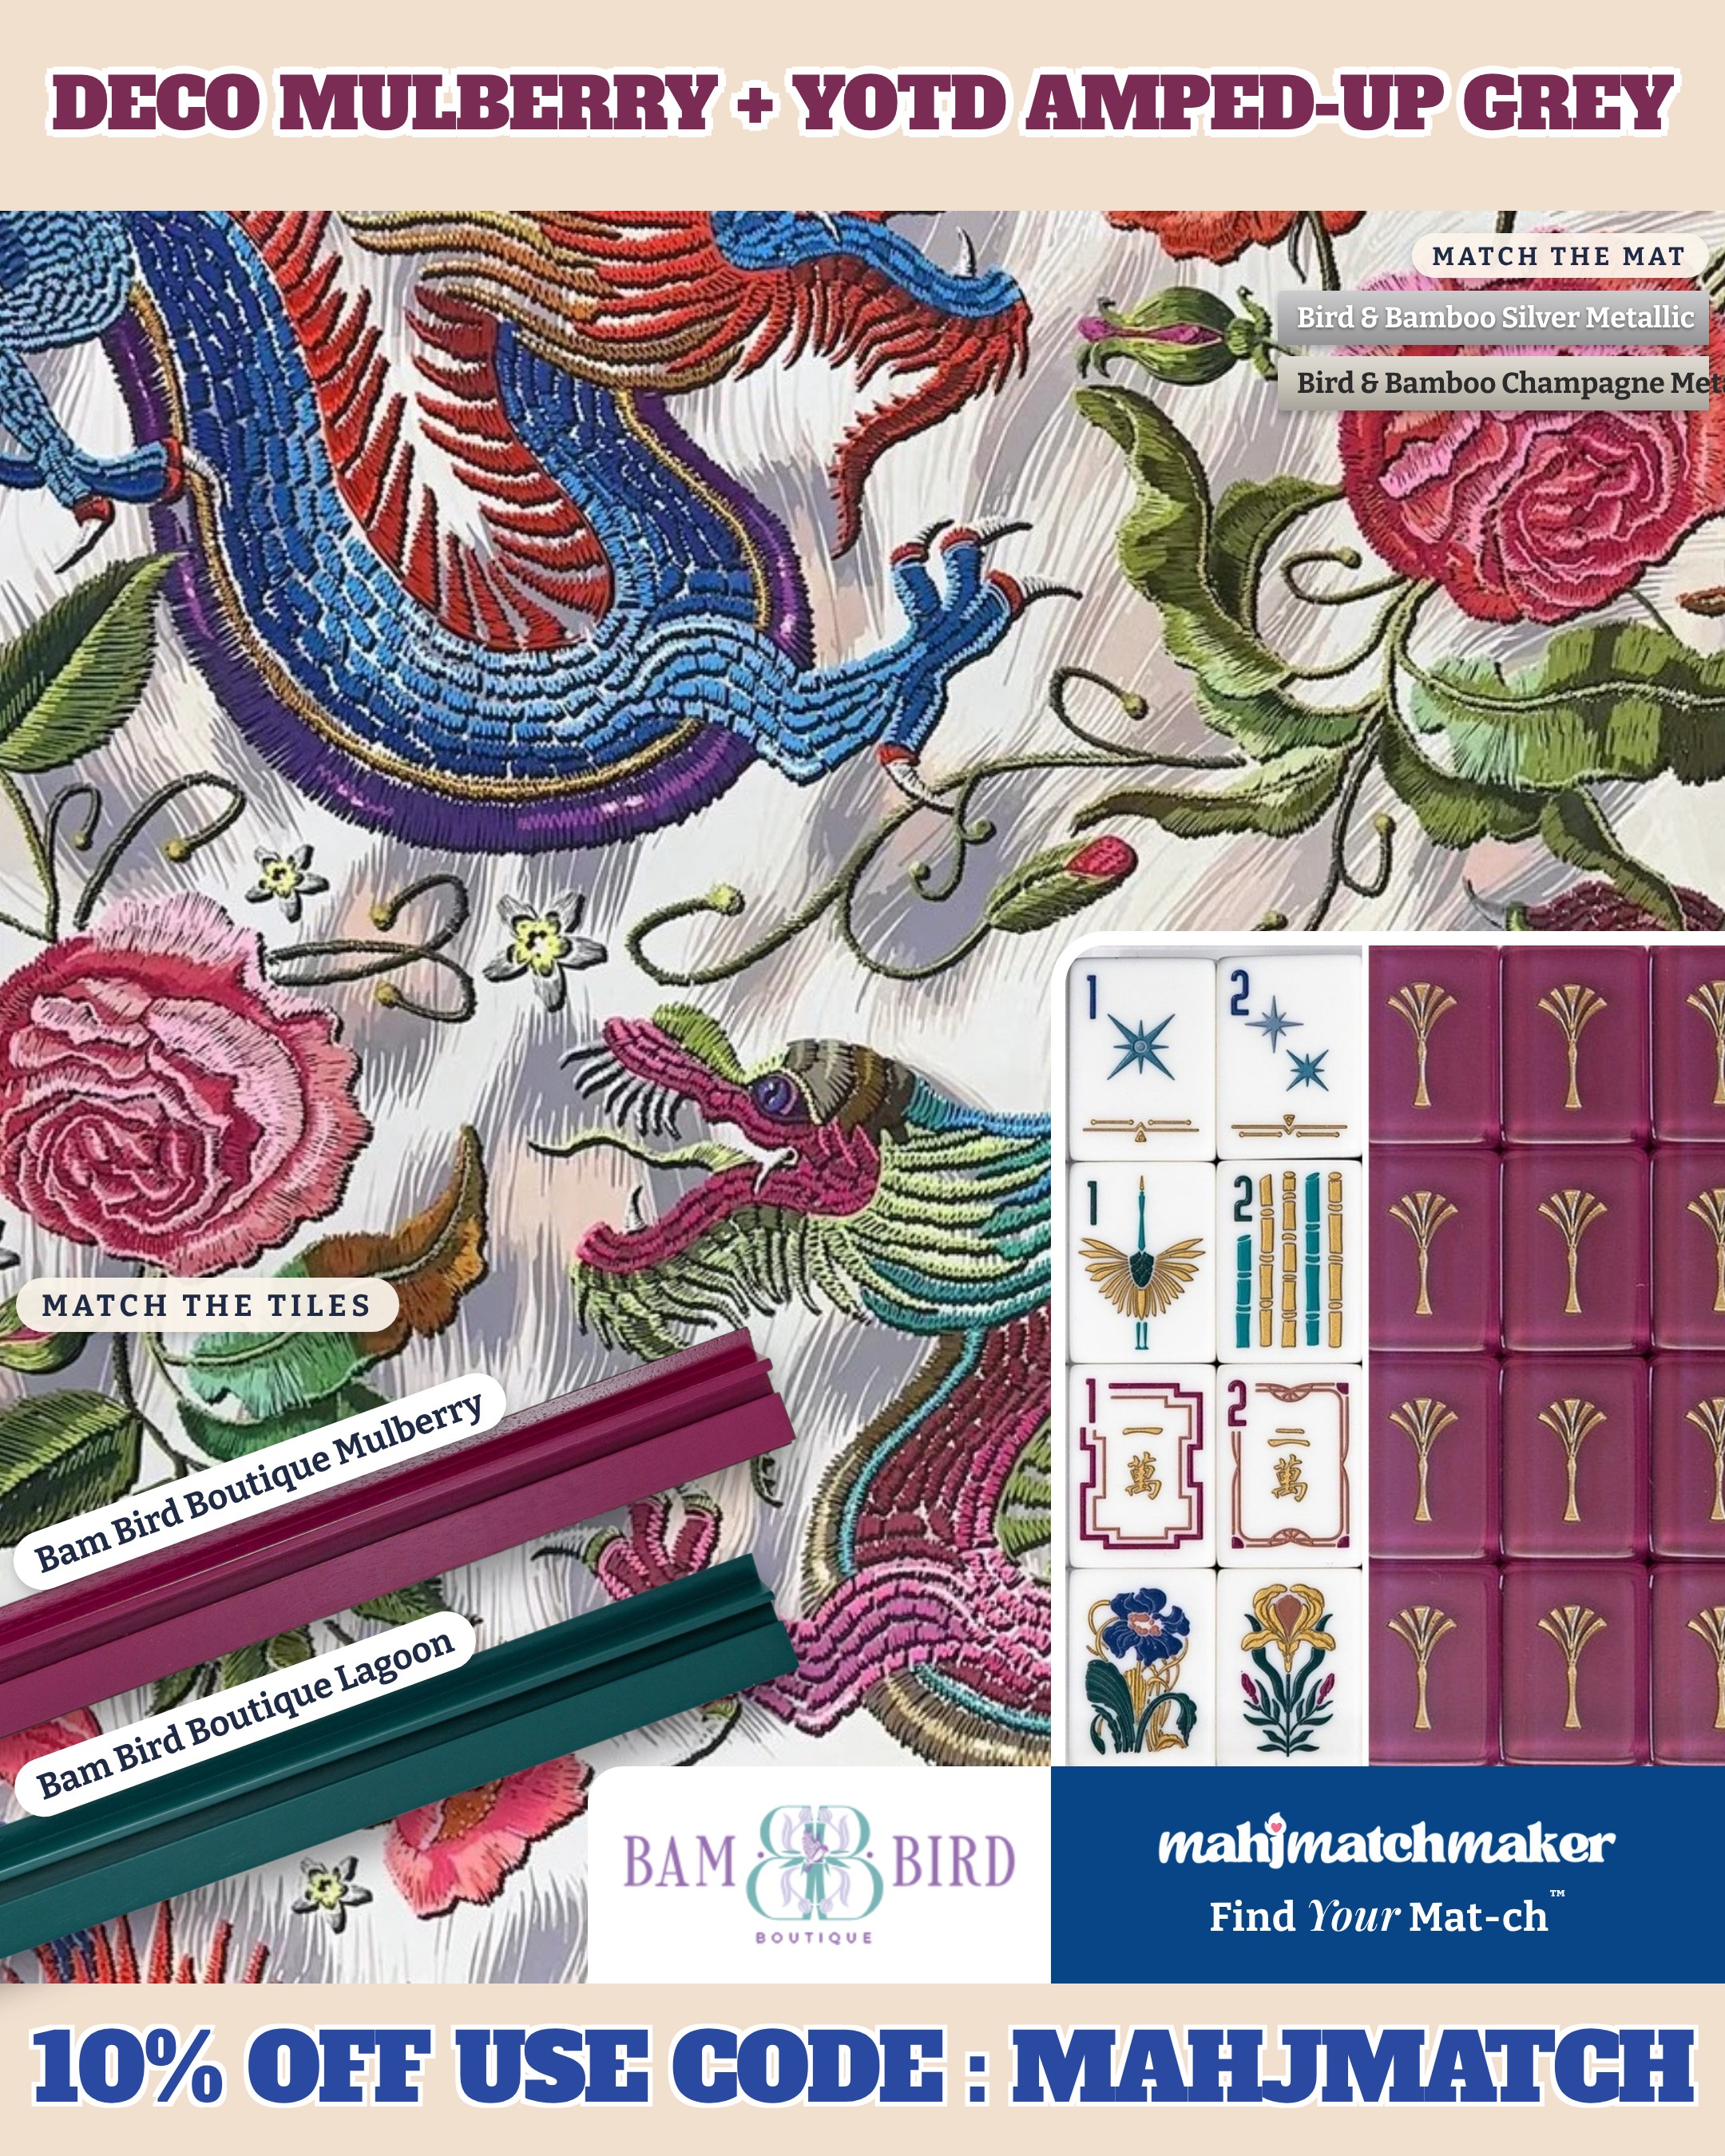 DECO MULBERRY + YOTD AMPED-UP GREY
MATCH THE MAT
Bird & Bamboo Silver Metallic
Bird & Bamboo Champagne Met
1
2
1
2
MATCH THE TILES
Bam Bird Boutique Mulberry
1
一
萬
2
二
萬
Bam Bird Boutique Lagoon
BAM BIRD
BOUTIQUE
mahjmatchmaker
Find Your Mat-ch™
10% OFF USE CODE : MAHJMATCH